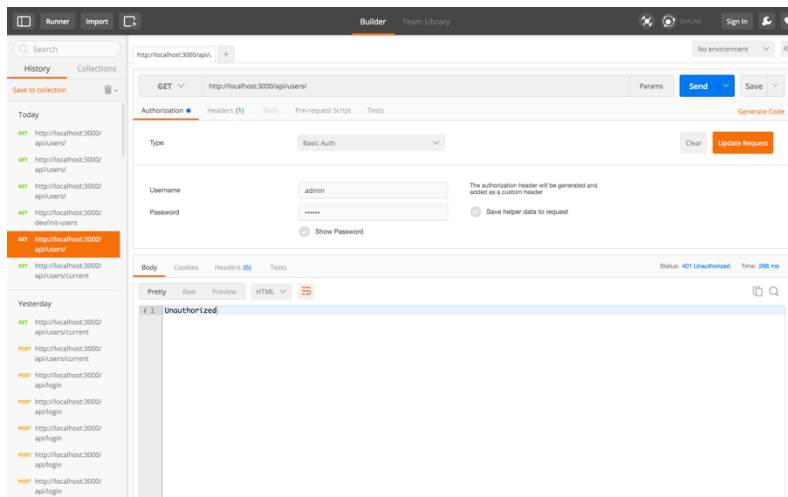 Runner Import Builder Team Library OFFLINE Sign In
Search
History Collections
Save to collection
Today
GET http://localhost:3000/
api/users/
GET http://localhost:3000/
api/users/
GET http://localhost:3000/
api/users/
GET http://localhost:3000/
dev/init-users
GET http://localhost:3000/
api/users/
GET http://localhost:3000/
api/users/current
Yesterday
GET http://localhost:3000/
api/users/current
POST http://localhost:3000/
api/users/current
POST http://localhost:3000/
api/login
POST http://localhost:3000/
api/login
POST http://localhost:3000/
api/login
POST http://localhost:3000/
api/login
POST http://localhost:3000/
api/login
http://localhost:3000/api/u
No environment
GET http://localhost:3000/api/users/ Params Send Save
Authorization Headers (1) Body Pre-request Script Tests Generate Code
Type Basic Auth Clear Update Request
Username admin
The authorization header will be generated and
added as a custom header
Password •••••• Save helper data to request
Show Password
Body Cookies Headers (6) Tests Status: 401 Unauthorized Time: 266 ms
Pretty Raw Preview HTML
i 1 Unauthorized